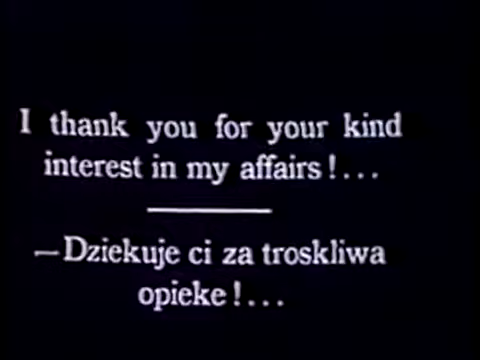 I thank you for your kind
interest in my affairs!...
—Dziekuje ci za troskliwa
opieke!...